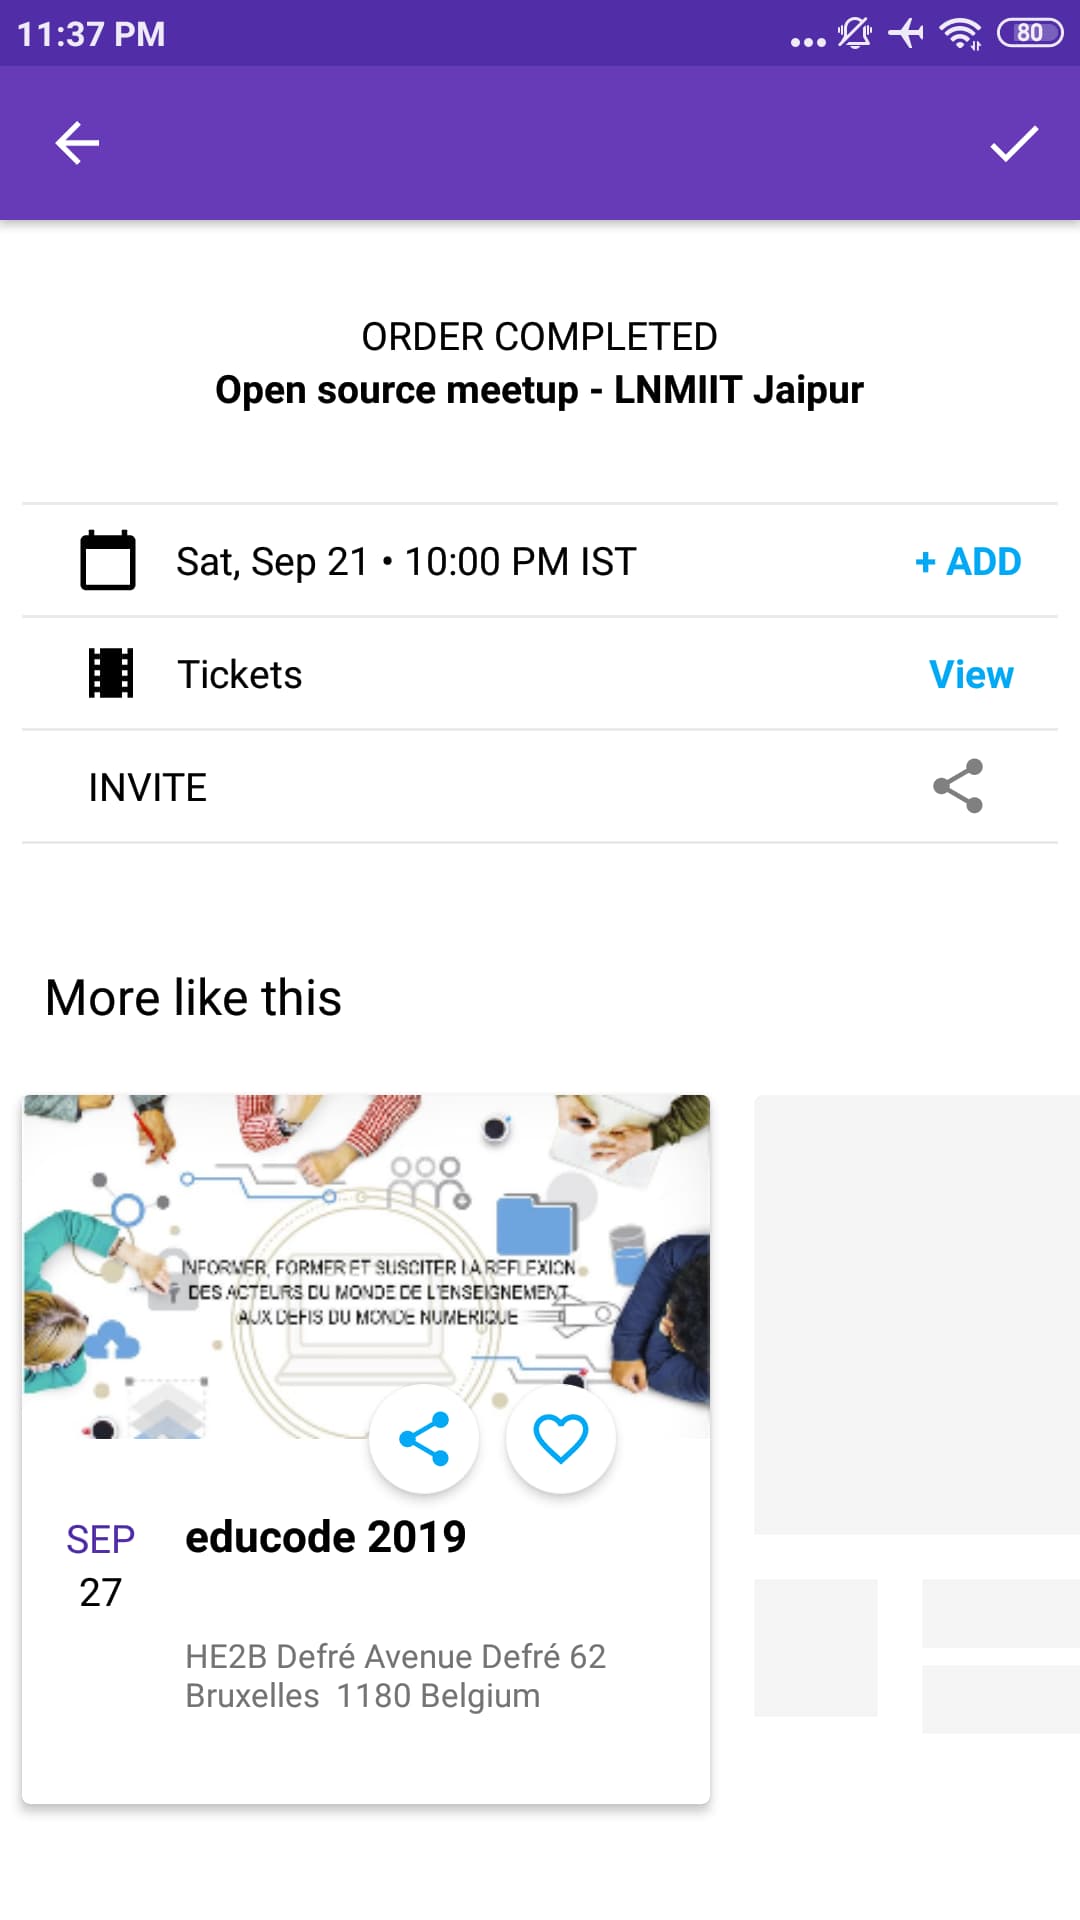 11:37 PM
80
ORDER COMPLETED
Open source meetup - LNMIIT Jaipur
Sat, Sep 21 • 10:00 PM IST
+ ADD
Tickets
View
INVITE
More like this
INFORMER, FORMER ET SUSCITER LA REFLEXION
DES ACTEURS DU MONDE DE L'ENSEIGNEMENT
AUX DEFIS DU MONDE NUMERIQUE
SEP
27
educode 2019
HE2B Defré Avenue Defré 62
Bruxelles 1180 Belgium